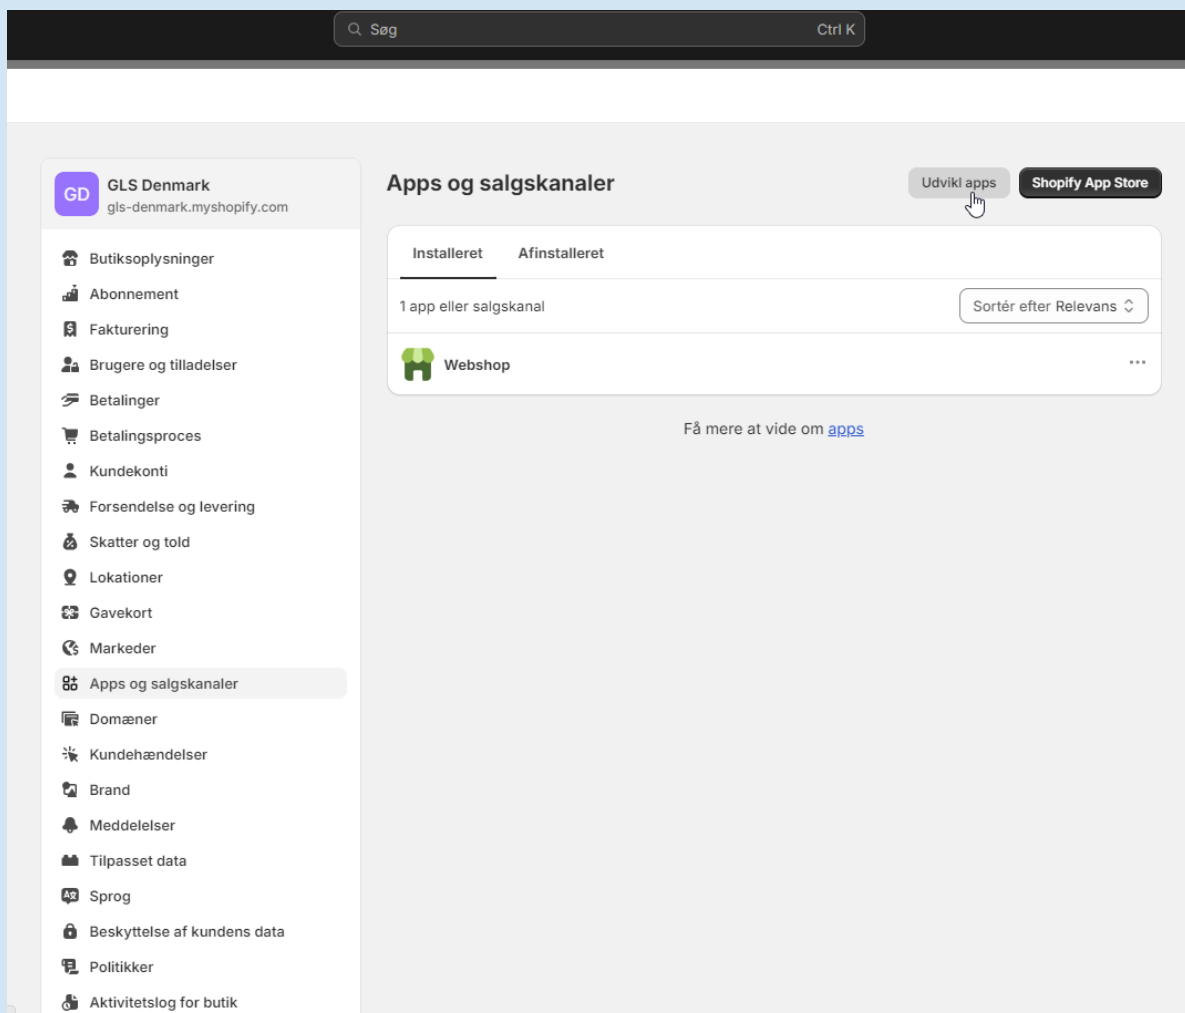 Søg
Ctrl K
GD
GLS Denmark
gls-denmark.myshopify.com
Butiksoplysninger
Abonnement
Fakturering
Brugere og tilladelser
Betalinger
Betalingsproces
Kundekonti
Forsendelse og levering
Skatter og told
Lokationer
Gavekort
Markeder
Apps og salgskanaler
Domæner
Kundehændelser
Brand
Meddelelser
Tilpasset data
Sprog
Beskyttelse af kundens data
Politikker
Aktivitetslog for butik
Apps og salgskanaler
Udvikl apps
Shopify App Store
Installeret
Afinstalleret
1 app eller salgskanal
Sortér efter Relevans
Webshop
Få mere at vide om apps